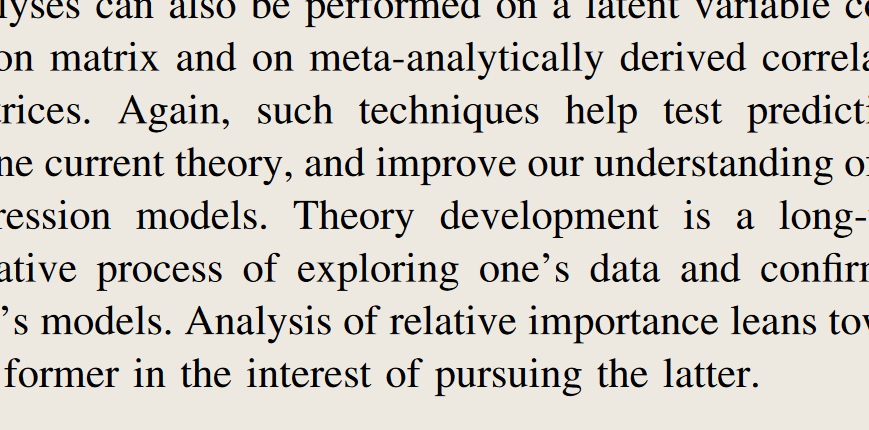 lyses can also be performed on a latent variable co
on matrix and on meta-analytically derived correla
rices. Again, such techniques help test predicti
ne current theory, and improve our understanding of
ression models. Theory development is a long-
ative process of exploring one’s data and confirm
’s models. Analysis of relative importance leans tow
former in the interest of pursuing the latter.